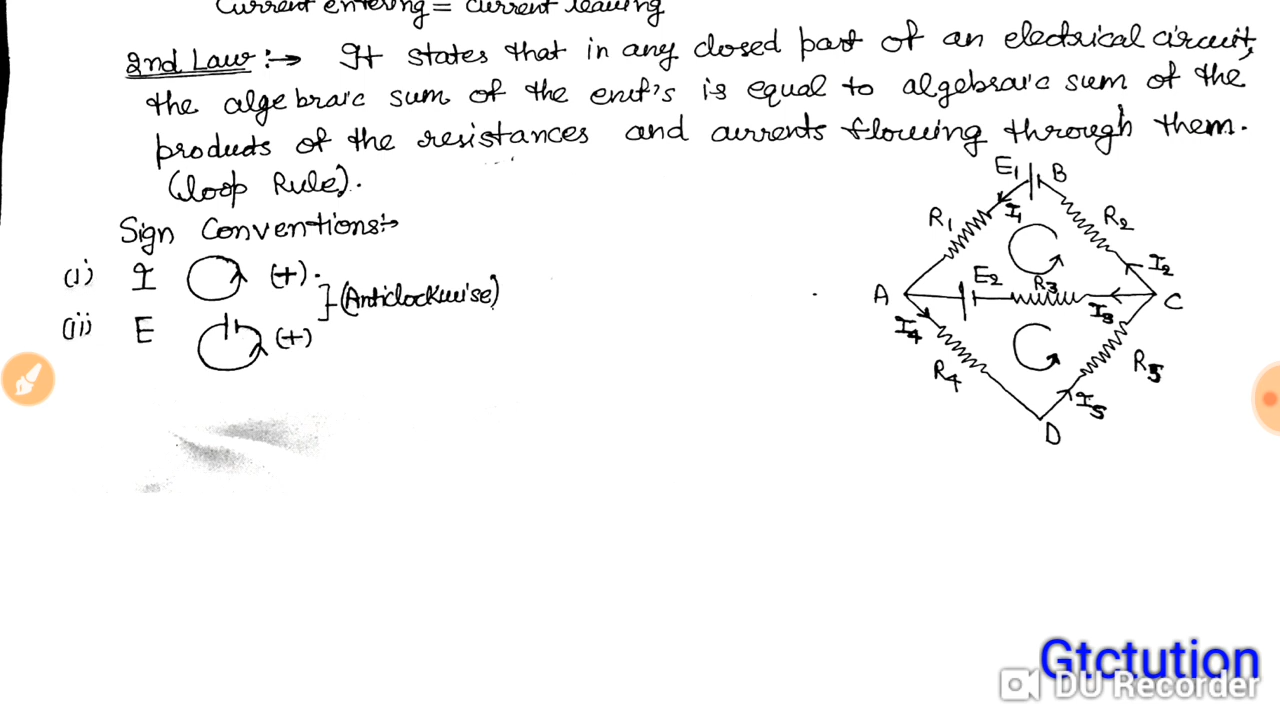 Current entering = current leaving
2nd Law :→ It states that in any closed part of an electrical circuit,
the algebraic sum of the emf's is equal to algebraic sum of the
products of the resistances and currents flowing through them.
(loop Rule).
Sign Conventions:→
(i) I (+).
(ii) E (+)
}(Anticlockwise)
E1 B
R1 I1 R2
I2
A E2 R3 I3 C
I4 R4 R5
I5
D
Gtctution
DU Recorder